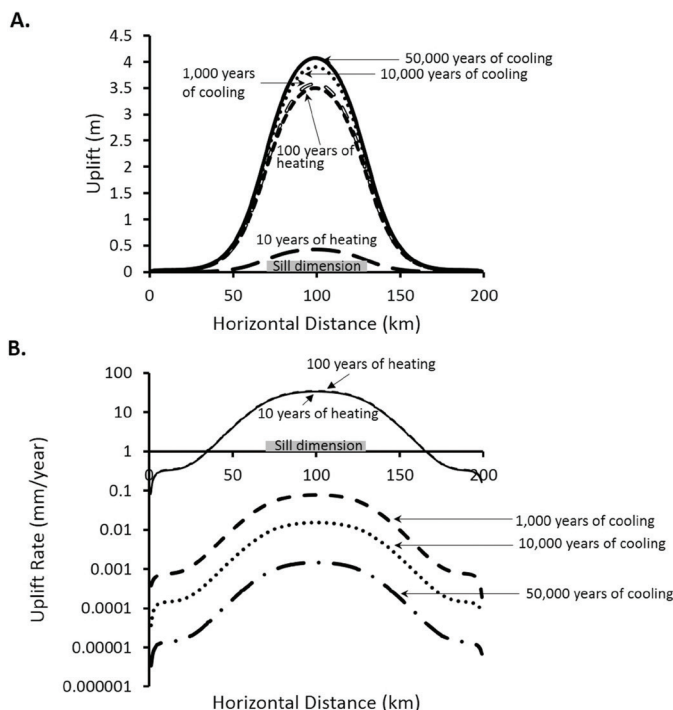 A.
4.5
4
3.5
3
2.5
2
1.5
1
0.5
0
Uplift (m)
50,000 years of cooling
10,000 years of cooling
1,000 years
of cooling
100 years of
heating
10 years of heating
Sill dimension
0 50 100 150 200
Horizontal Distance (km)
B.
100
10
1
0.1
0.01
0.001
0.0001
0.00001
0.000001
Uplift Rate (mm/year)
100 years of heating
10 years of heating
Sill dimension
0 50 100 150 200
1,000 years of cooling
10,000 years of cooling
50,000 years of cooling
Horizontal Distance (km)